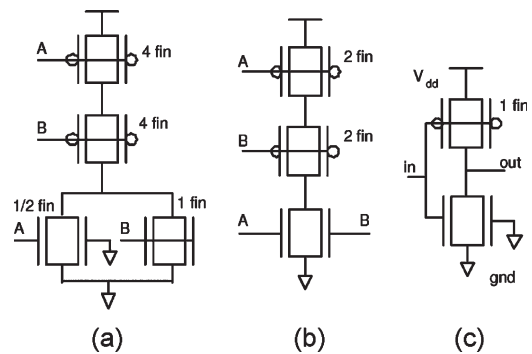 A
4 fin
B
4 fin
1/2 fin
A
B
1 fin
(a)
A
2 fin
B
2 fin
A
B
(b)
Vdd
1 fin
in
out
gnd
(c)